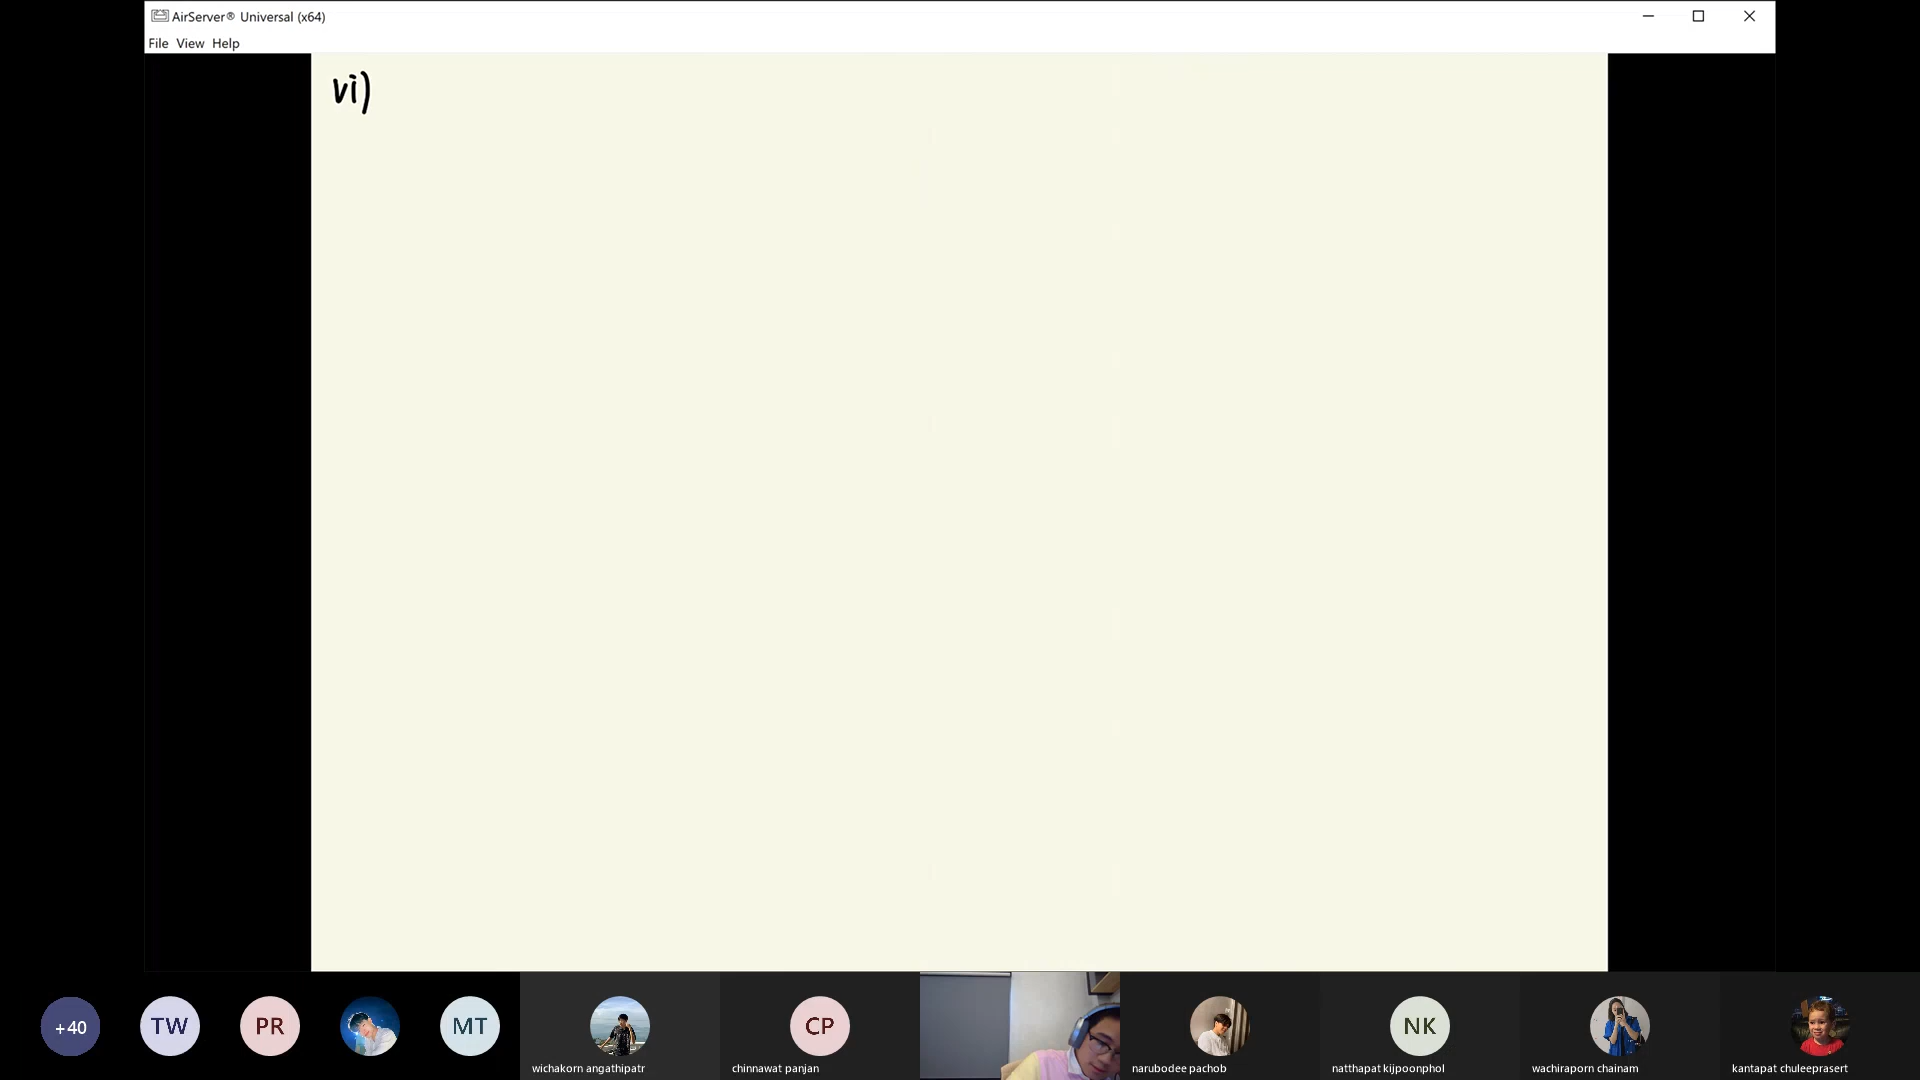 AirServer® Universal (x64)
File View Help
vi)
+40
TW
PR
MT
wichakorn angathipatr
CP
chinnawat panjan
narubodee pachob
NK
natthapat kijpoonphol
wachiraporn chainam
kantapat chuleeprasert